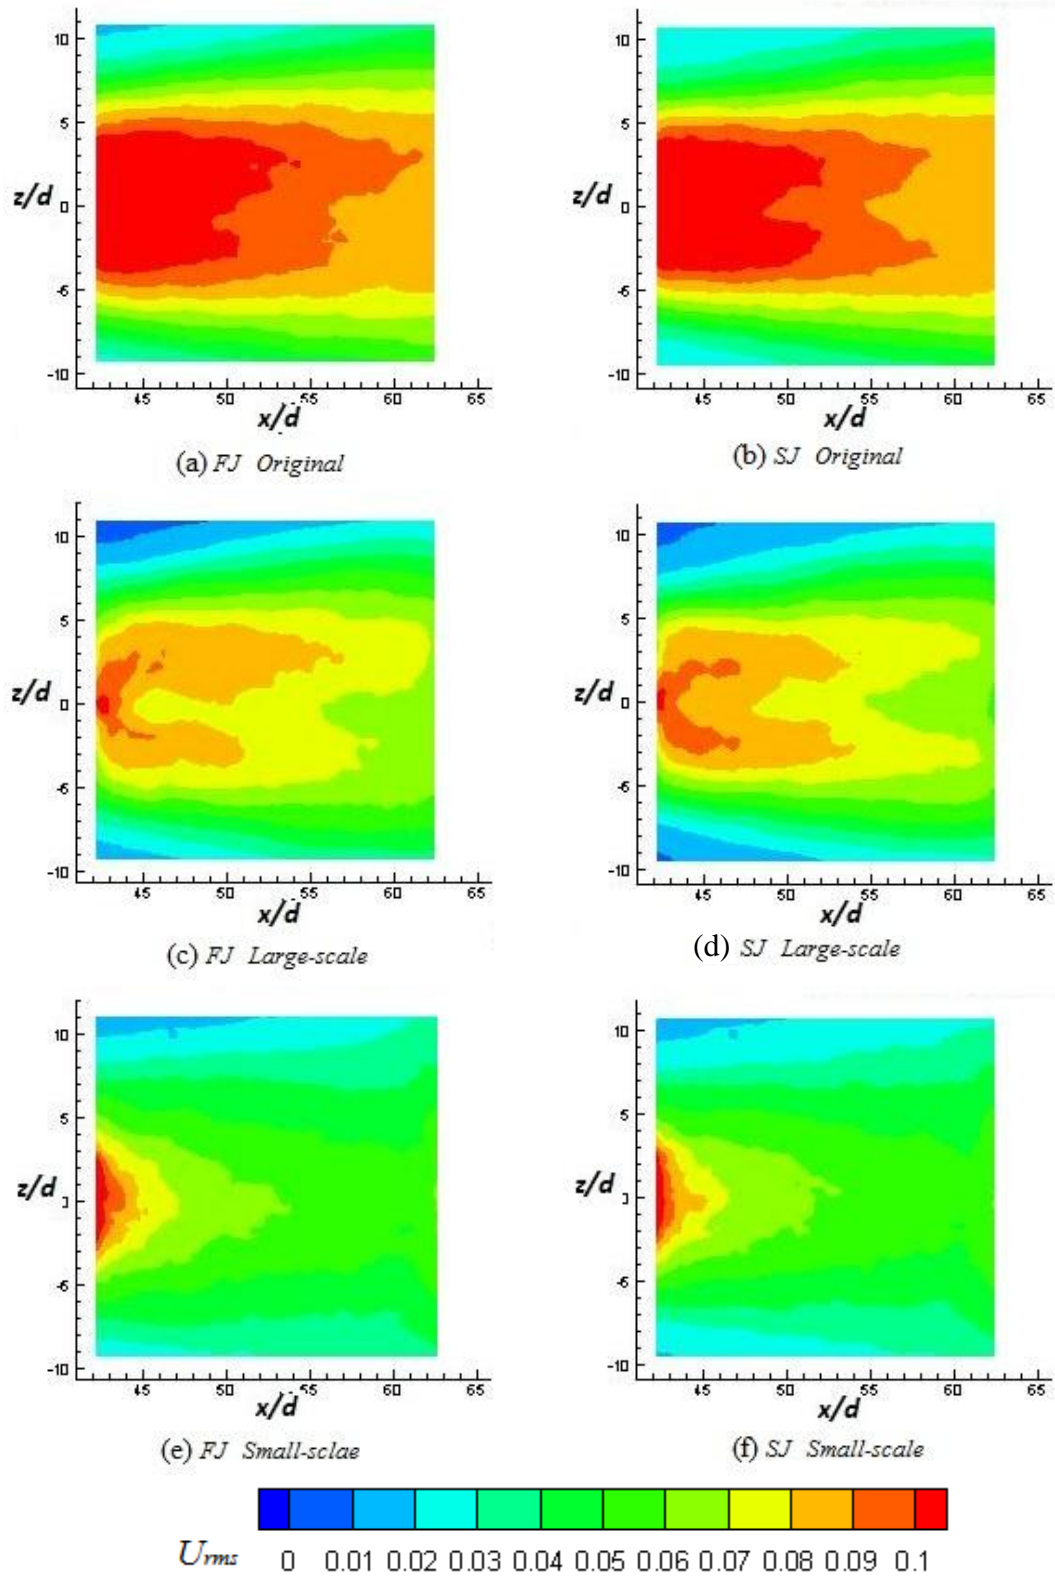 10
5
z/d 0
-5
-10
45 50 55 60 65
x/d
(a) FJ Original
10
5
z/d 0
-5
-10
45 50 55 60 65
x/d
(b) SJ Original
10
5
z/d 0
-5
-10
45 50 55 60 65
x/d
(c) FJ Large-scale
10
5
z/d 0
-5
-10
45 50 55 60 65
x/d
(d) SJ Large-scale
10
5
z/d 0
-5
-10
45 50 55 60 65
x/d
(e) FJ Small-sclae
10
5
z/d 0
-5
-10
45 50 55 60 65
x/d
(f) SJ Small-scale
Urms 0 0.01 0.02 0.03 0.04 0.05 0.06 0.07 0.08 0.09 0.1